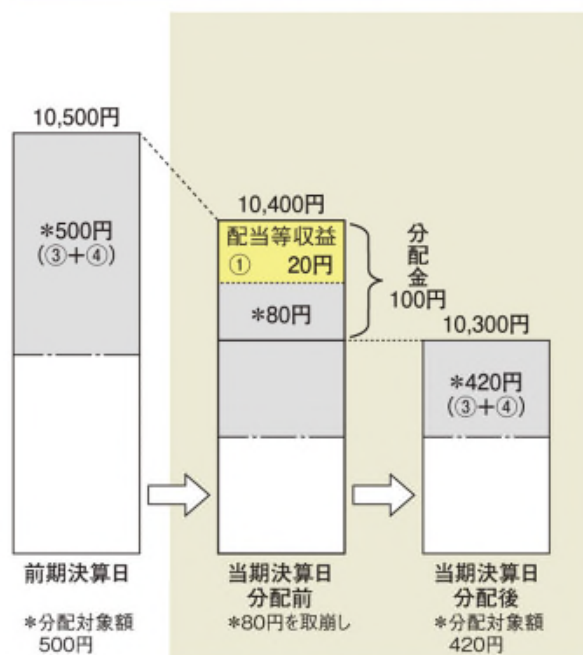 10,500円
*500円
(③+④)
前期決算日
*分配対象額
500円
10,400円
配当等収益
① 20円
*80円
分配金
100円
当期決算日
分配前
*80円を取崩し
10,300円
*420円
(③+④)
当期決算日
分配後
*分配対象額
420円